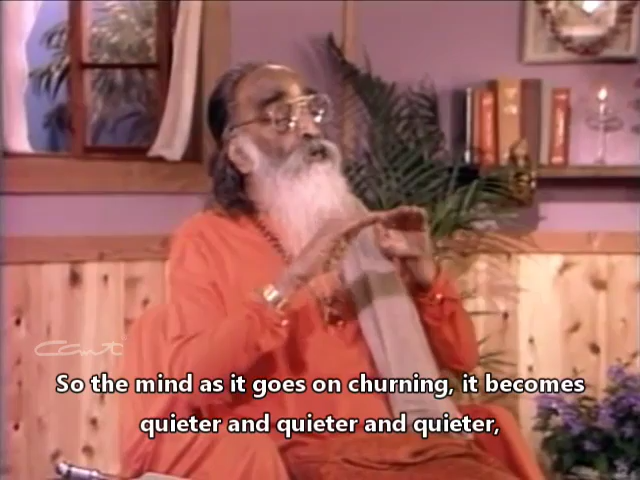 So the mind as it goes on churning, it becomes
quieter and quieter and quieter,